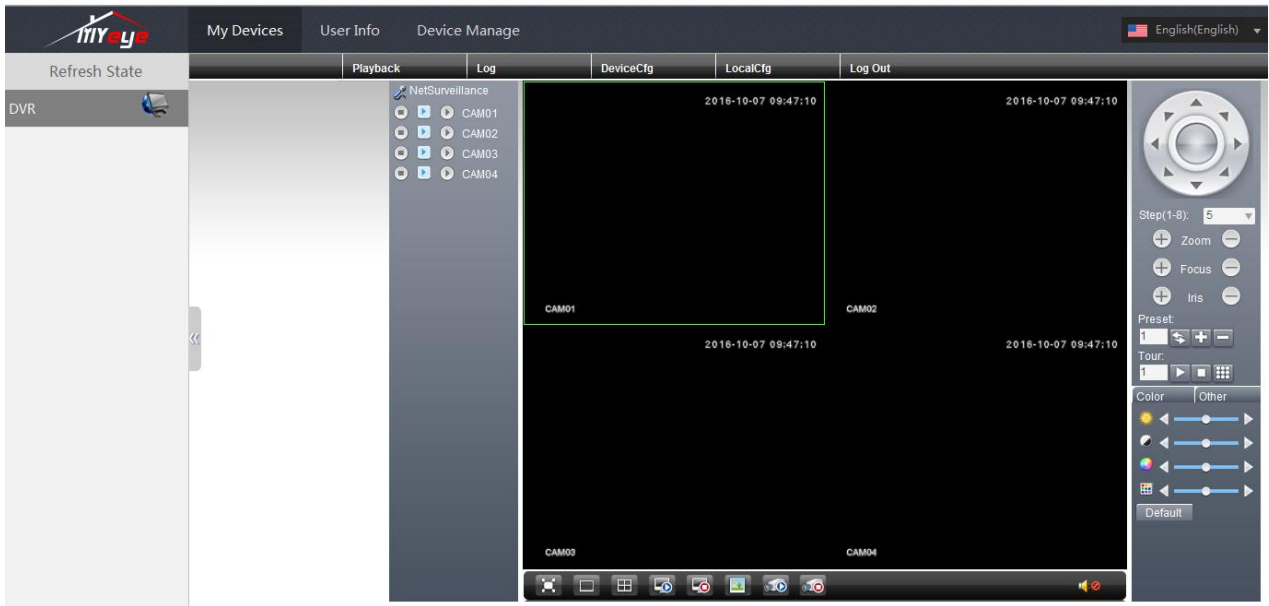 MYeye My Devices User Info Device Manage English(English)
Refresh State
Playback Log DeviceCfg LocalCfg Log Out
DVR
NetSurveillance
CAM01
CAM02
CAM03
CAM04
2016-10-07 09:47:10
CAM01
2016-10-07 09:47:10
CAM02
2016-10-07 09:47:10
CAM03
2016-10-07 09:47:10
CAM04
Step(1-8): 5
Zoom
Focus
Iris
Preset:
1
Tour:
1
Color Other
Default